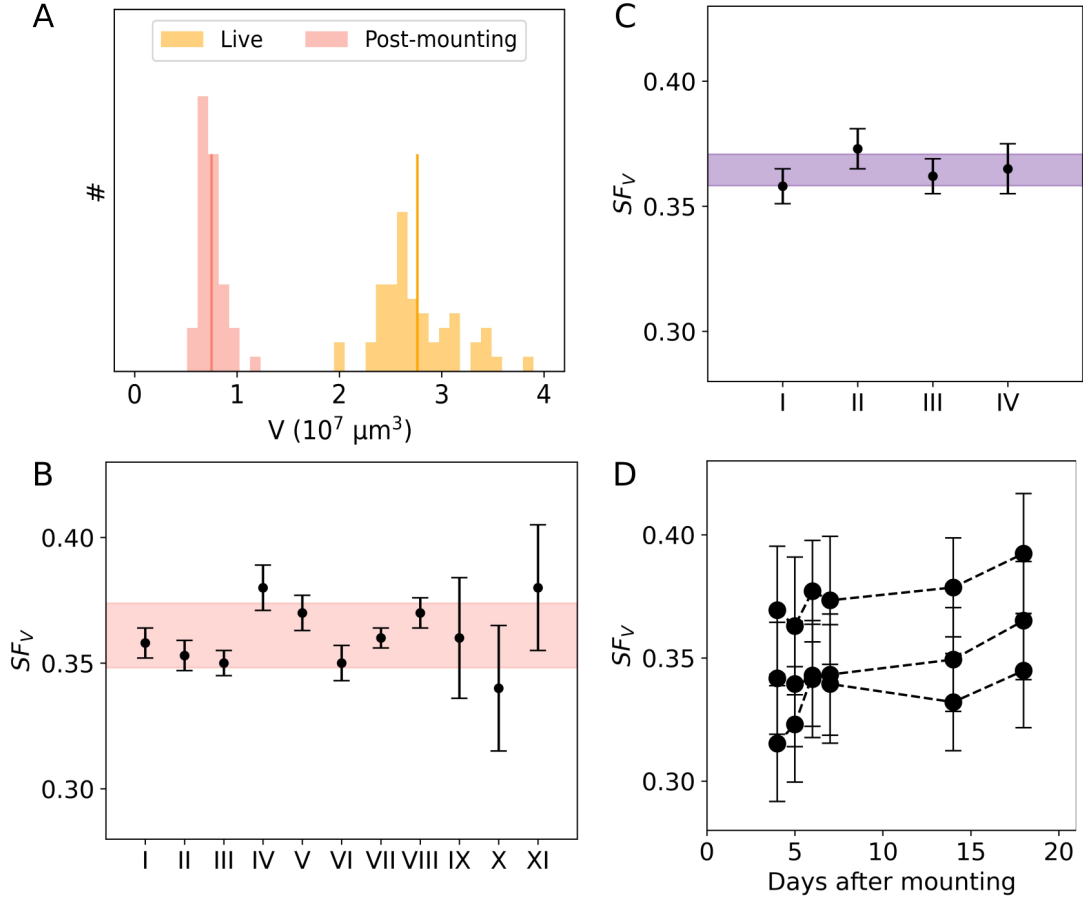 A
Live
Post-mounting
#
0 1 2 3 4
V (10⁷ μm³)
C
0.40
0.35
0.30
SF_V
I II III IV
B
0.40
0.35
0.30
SF_V
I II III IV V VI VII VIII IX X XI
D
0.40
0.35
0.30
SF_V
0 5 10 15 20
Days after mounting